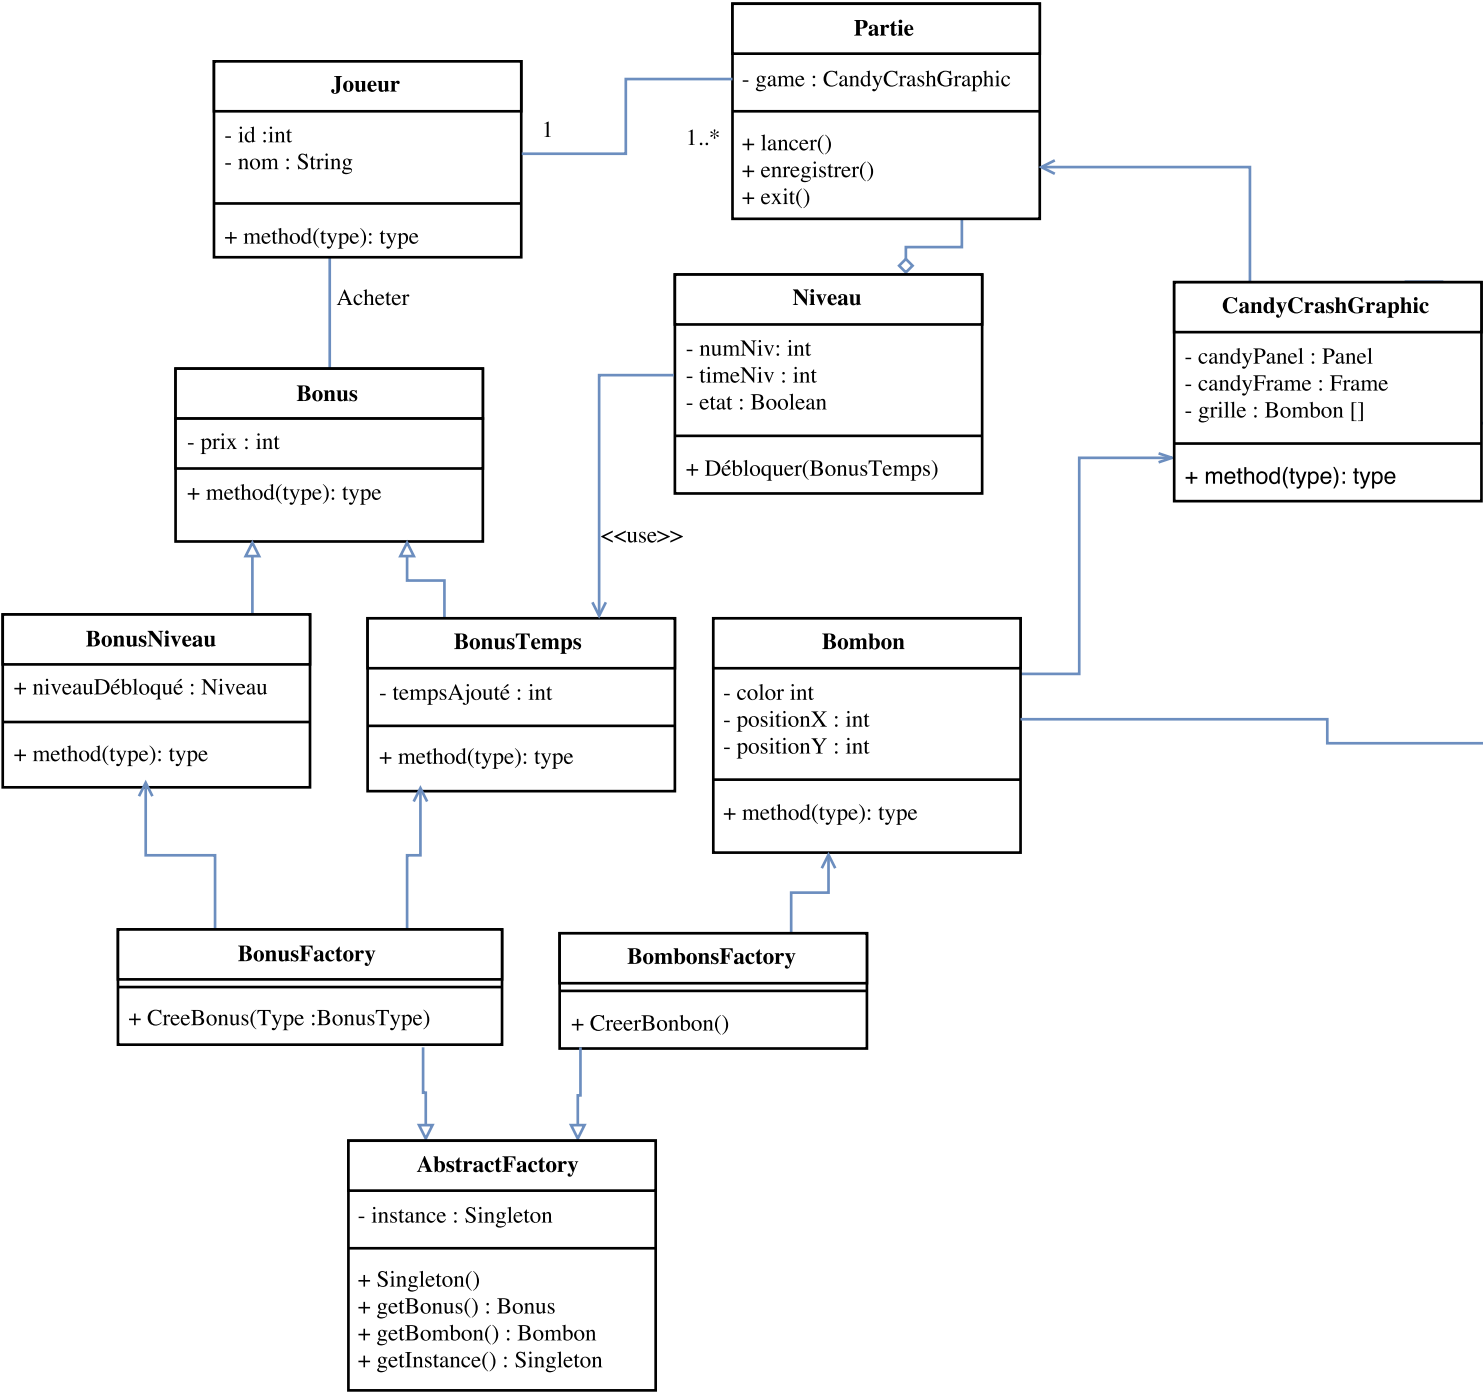 Partie
- game : CandyCrashGraphic
+ lancer()
+ enregistrer()
+ exit()
Joueur
- id :int
- nom : String
+ method(type): type
1
1..*
Acheter
Niveau
- numNiv: int
- timeNiv : int
- etat : Boolean
+ Débloquer(BonusTemps)
CandyCrashGraphic
- candyPanel : Panel
- candyFrame : Frame
- grille : Bombon []
+ method(type): type
Bonus
- prix : int
+ method(type): type
<<use>>
BonusNiveau
+ niveauDébloqué : Niveau
+ method(type): type
BonusTemps
- tempsAjouté : int
+ method(type): type
Bombon
- color int
- positionX : int
- positionY : int
+ method(type): type
BonusFactory
+ CreeBonus(Type :BonusType)
BombonsFactory
+ CreerBonbon()
AbstractFactory
- instance : Singleton
+ Singleton()
+ getBonus() : Bonus
+ getBombon() : Bombon
+ getInstance() : Singleton